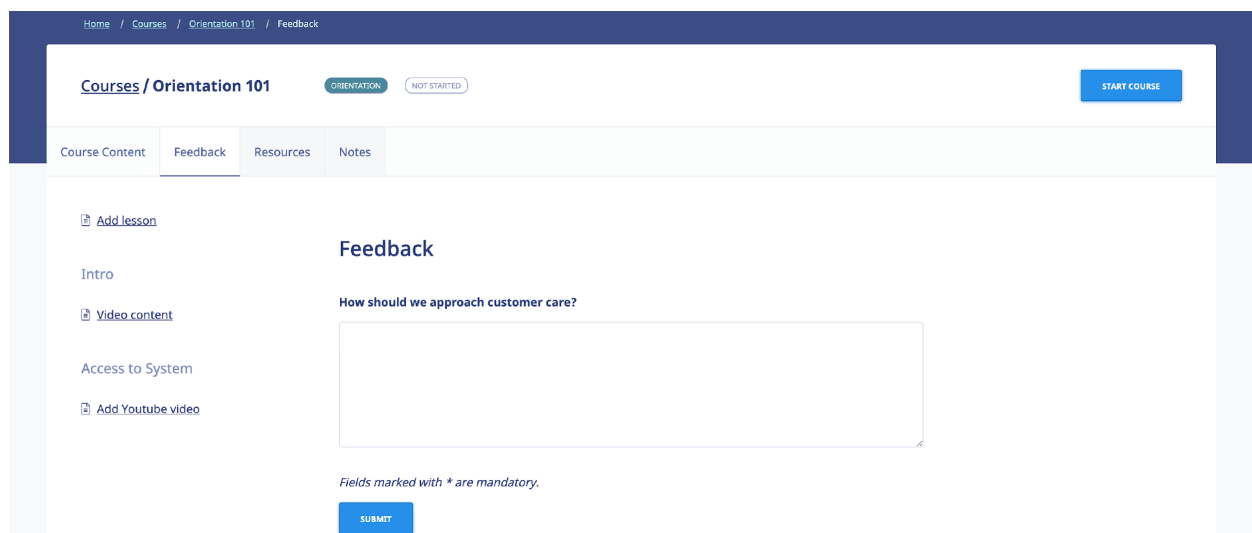 Home / Courses / Orientation 101 / Feedback
Courses / Orientation 101 ORIENTATION NOT STARTED START COURSE
Course Content Feedback Resources Notes
Add lesson
Intro
Video content
Access to System
Add Youtube video
Feedback
How should we approach customer care?
Fields marked with * are mandatory.
SUBMIT